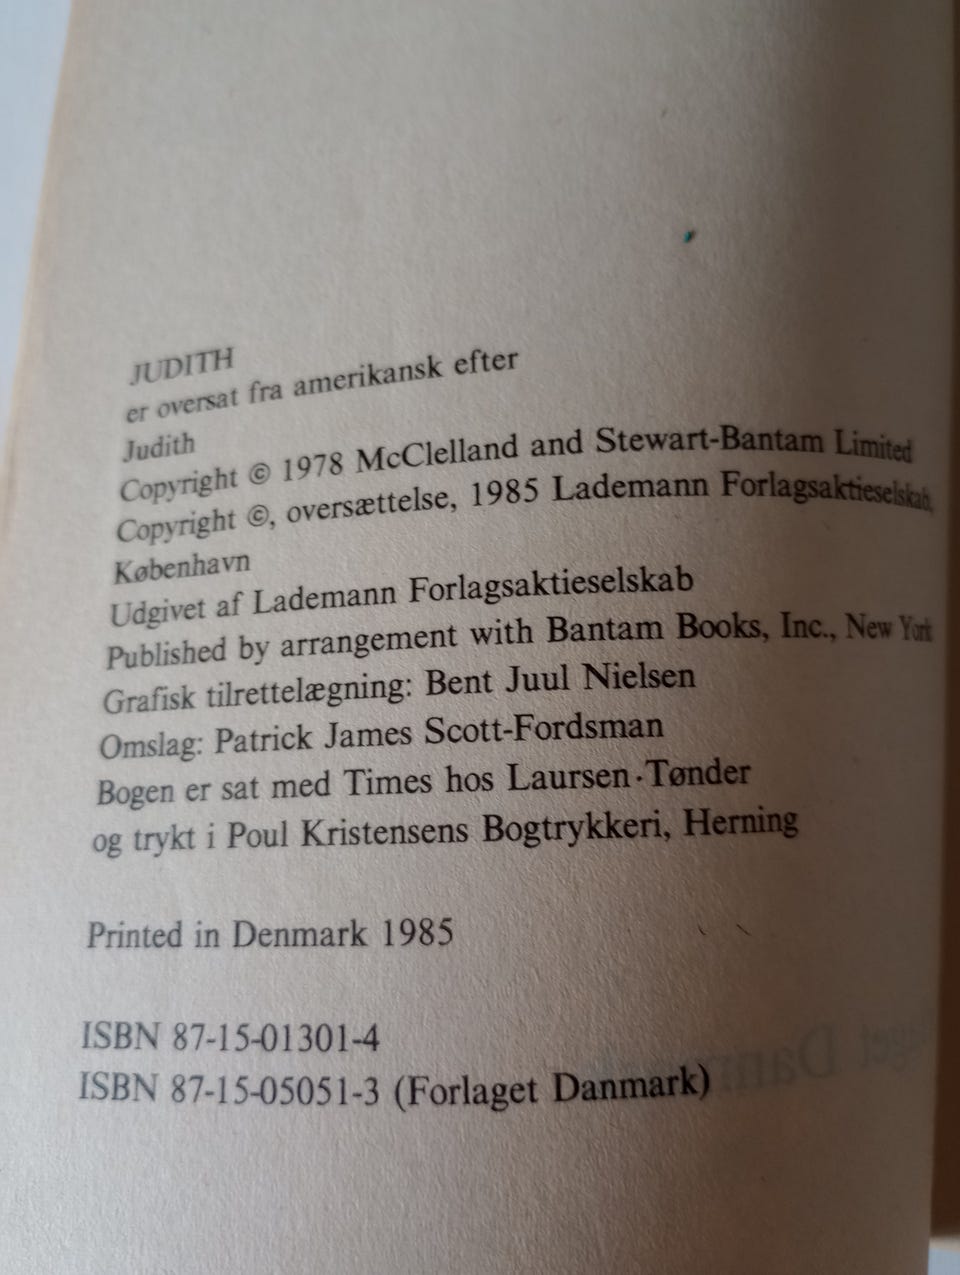 JUDITH
er oversat fra amerikansk efter
Judith
Copyright © 1978 McClelland and Stewart-Bantam Limited
Copyright ©, oversættelse, 1985 Lademann Forlagsaktieselskab,
København
Udgivet af Lademann Forlagsaktieselskab
Published by arrangement with Bantam Books, Inc., New York
Grafisk tilrettelægning: Bent Juul Nielsen
Omslag: Patrick James Scott-Fordsman
Bogen er sat med Times hos Laursen·Tønder
og trykt i Poul Kristensens Bogtrykkeri, Herning
Printed in Denmark 1985
ISBN 87-15-01301-4
ISBN 87-15-05051-3 (Forlaget Danmark)